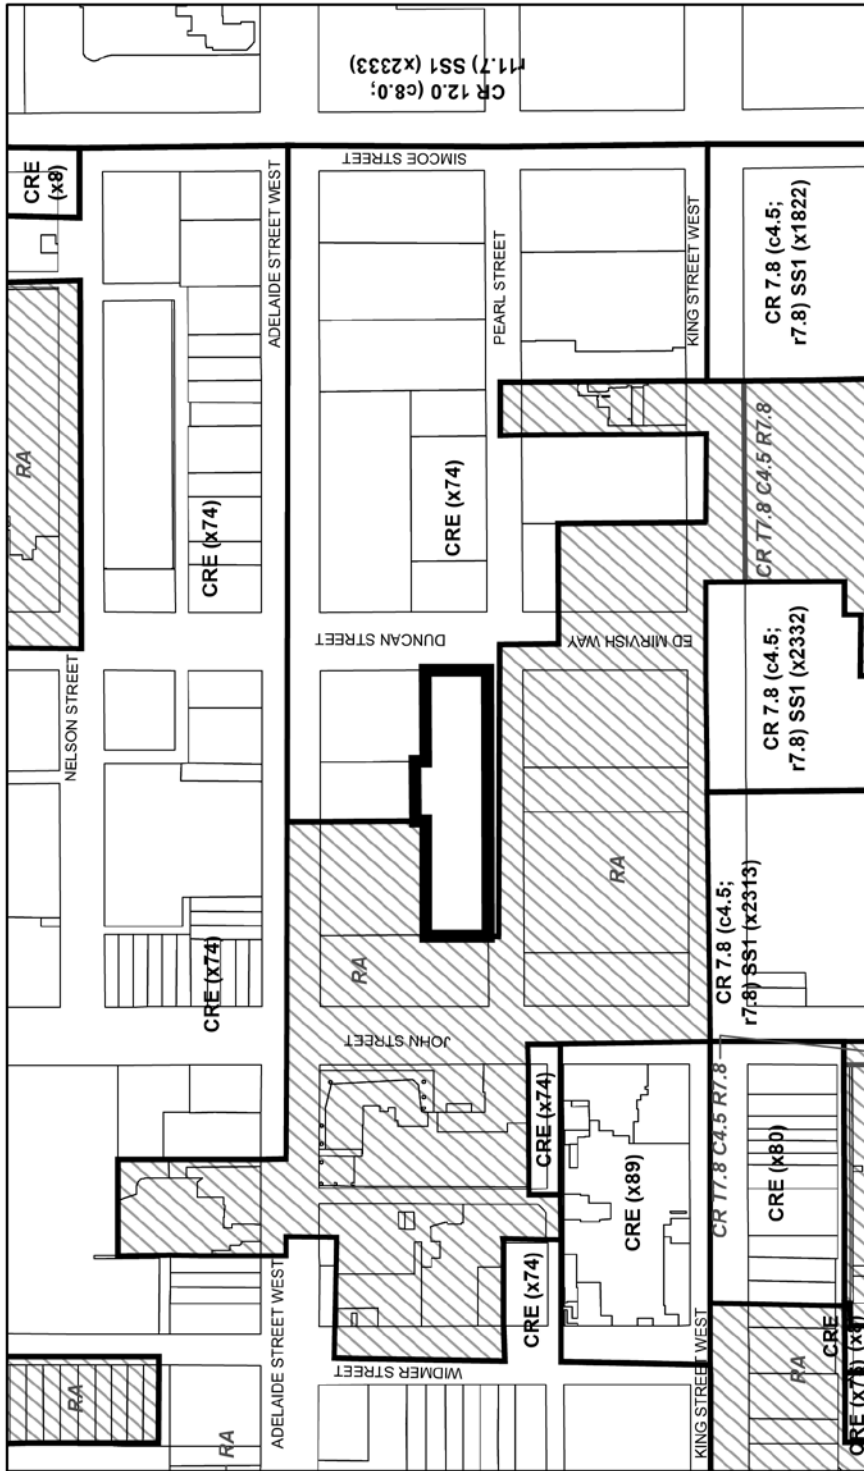 CR 12.0 (c8.0;
r11.7) SS1 (x2333)
SIMCOE STREET
CRE
(x8)
ADELAIDE STREET WEST
PEARL STREET
KING STREET WEST
CR 7.8 (c4.5;
r7.8) SS1 (x1822)
RA
CRE (x74)
CRE (x74)
CR T7.8 C4.5 R7.8
DUNCAN STREET
ED MIRVISH WAY
NELSON STREET
CR 7.8 (c4.5;
r7.8) SS1 (x2332)
RA
CR 7.8 (c4.5;
r7.8) SS1 (x2313)
CRE (x74)
RA
JOHN STREET
CRE (x74)
CR T7.8 C4.5 R7.8
CRE (x89)
CRE (x80)
CRE (x74)
ADELAIDE STREET WEST
WIDMER STREET
KING STREET WEST
RA
RA
RA
CRE
CRE